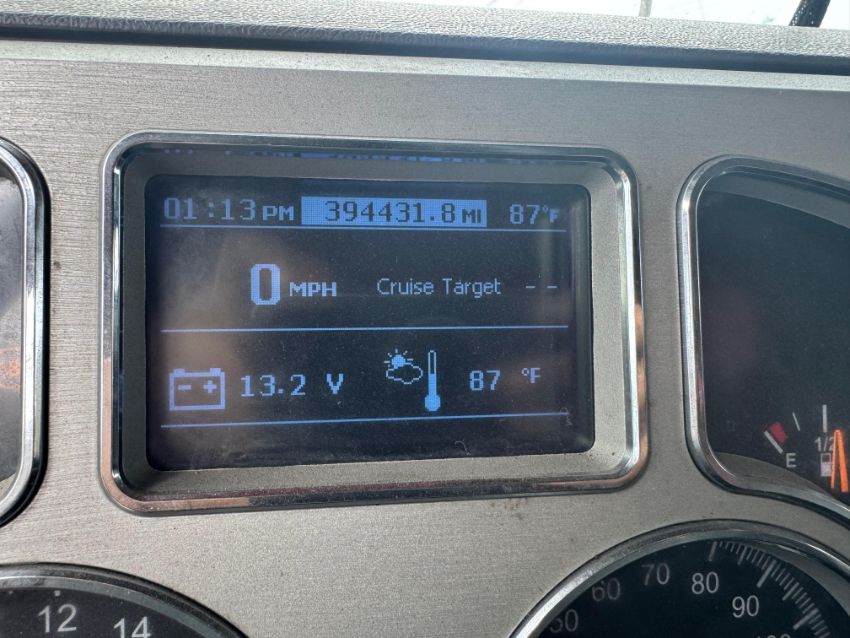 01:13 PM 394431.8 MI 87°F
0 MPH Cruise Target - -
- + 13.2 V 87 °F
E 1/2
12 14
50 60 70 80 90